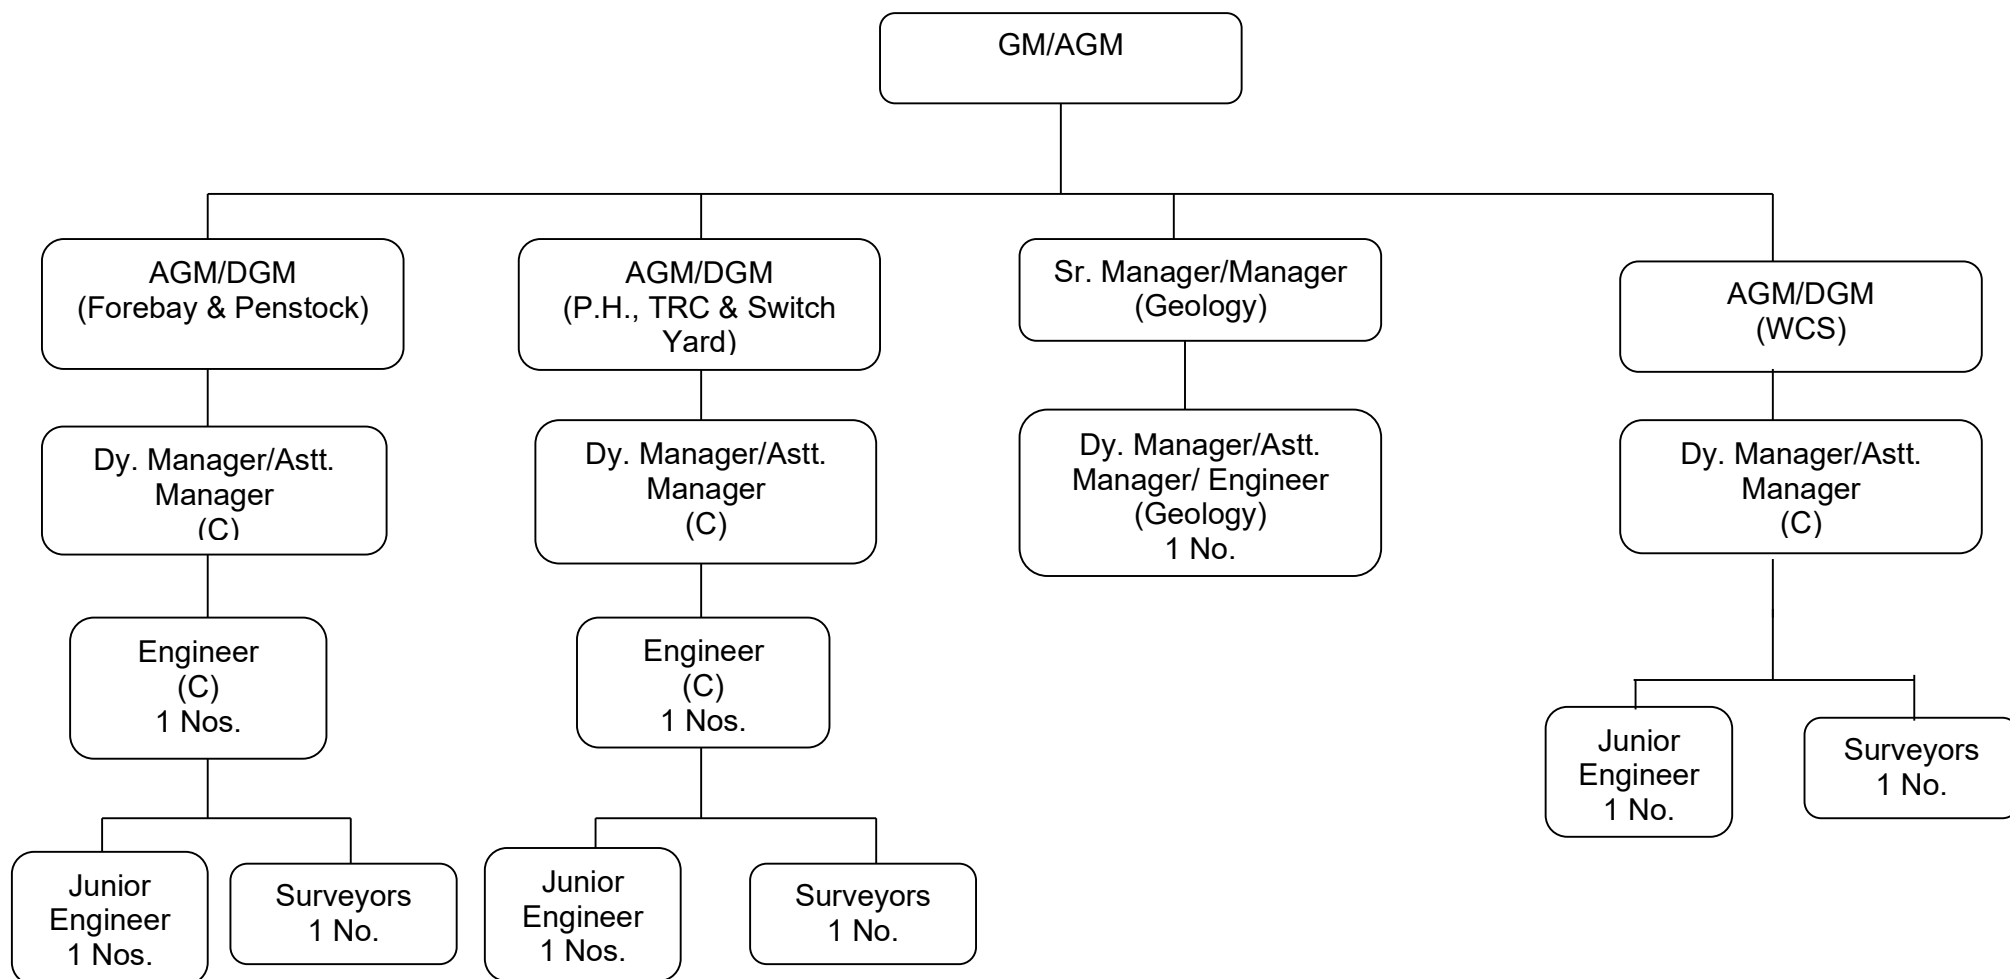 GM/AGM
AGM/DGM
(Forebay & Penstock)
AGM/DGM
(P.H., TRC & Switch
Yard)
Sr. Manager/Manager
(Geology)
AGM/DGM
(WCS)
Dy. Manager/Astt.
Manager
(C)
Dy. Manager/Astt.
Manager
(C)
Dy. Manager/Astt.
Manager/ Engineer
(Geology)
1 No.
Dy. Manager/Astt.
Manager
(C)
Engineer
(C)
1 Nos.
Engineer
(C)
1 Nos.
Junior
Engineer
1 No.
Surveyors
1 No.
Junior
Engineer
1 Nos.
Surveyors
1 No.
Junior
Engineer
1 Nos.
Surveyors
1 No.